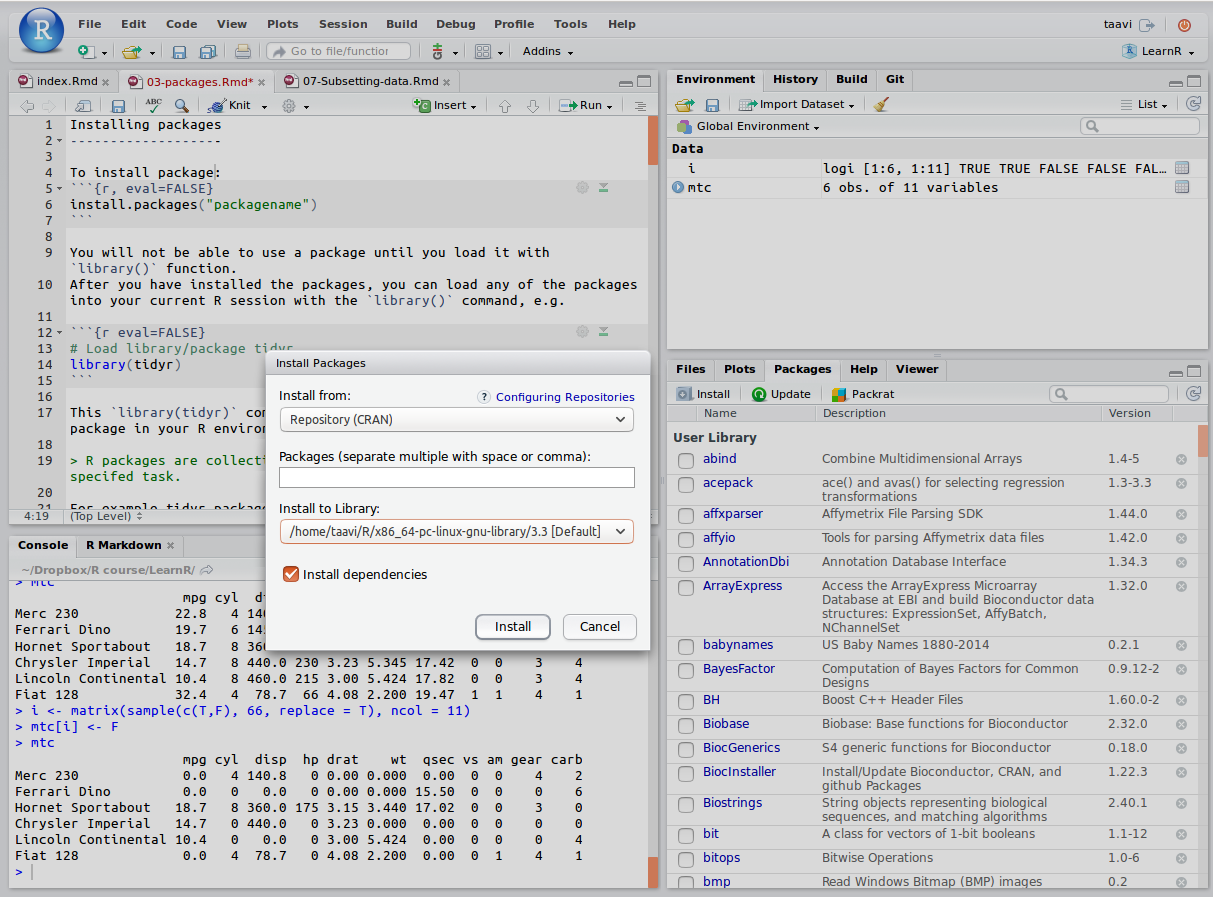 R
File Edit Code View Plots Session Build Debug Profile Tools Help
taavi
Go to file/function
Addins
LearnR
index.Rmd
03-packages.Rmd*
07-Subsetting-data.Rmd
ABC
Knit
Insert
Run
1 Installing packages
2 -------------------
3
4 To install package:
5 ```{r, eval=FALSE}
6 install.packages("packagename")
7 ```
8
9 You will not be able to use a package until you load it with
`library()` function.
10 After you have installed the packages, you can load any of the packages
into your current R session with the `library()` command, e.g.
11
12 ```{r eval=FALSE}
13 # Load library/package tidyr
14 library(tidyr)
15 ```
16
17 This `library(tidyr)` com
package in your R environ
18
19 > R packages are collecti
specifed task.
20
21 For example tidyr package
4:19 (Top Level)
Console R Markdown
~/Dropbox/R course/LearnR/
> mtc
mpg cyl di
Merc 230 22.8 4 140
Ferrari Dino 19.7 6 145
Hornet Sportabout 18.7 8 360
Chrysler Imperial 14.7 8 440.0 230 3.23 5.345 17.42 0 0 3 4
Lincoln Continental 10.4 8 460.0 215 3.00 5.424 17.82 0 0 3 4
Fiat 128 32.4 4 78.7 66 4.08 2.200 19.47 1 1 4 1
> i <- matrix(sample(c(T,F), 66, replace = T), ncol = 11)
> mtc[i] <- F
> mtc
mpg cyl disp hp drat wt qsec vs am gear carb
Merc 230 0.0 4 140.8 0 0.00 0.000 0.00 0 0 4 2
Ferrari Dino 0.0 0 0.0 0 0.00 0.000 15.50 0 0 0 6
Hornet Sportabout 18.7 8 360.0 175 3.15 3.440 17.02 0 0 3 0
Chrysler Imperial 14.7 0 440.0 0 3.23 0.000 0.00 0 0 0 0
Lincoln Continental 10.4 0 0.0 0 3.00 5.424 0.00 0 0 0 4
Fiat 128 0.0 4 78.7 0 4.08 2.200 0.00 0 1 4 1
>
Install Packages
Install from:
? Configuring Repositories
Repository (CRAN)
Packages (separate multiple with space or comma):
Install to Library:
/home/taavi/R/x86_64-pc-linux-gnu-library/3.3 [Default]
Install dependencies
Install
Cancel
Environment History Build Git
Import Dataset
List
Global Environment
Data
i logi [1:6, 1:11] TRUE TRUE FALSE FALSE FAL…
mtc 6 obs. of 11 variables
Files Plots Packages Help Viewer
Install Update Packrat
Name Description Version
User Library
abind Combine Multidimensional Arrays 1.4-5
acepack ace() and avas() for selecting regression 1.3-3.3
transformations
affxparser Affymetrix File Parsing SDK 1.44.0
affyio Tools for parsing Affymetrix data files 1.42.0
AnnotationDbi Annotation Database Interface 1.34.3
ArrayExpress Access the ArrayExpress Microarray 1.32.0
Database at EBI and build Bioconductor data
structures: ExpressionSet, AffyBatch,
NChannelSet
babynames US Baby Names 1880-2014 0.2.1
BayesFactor Computation of Bayes Factors for Common 0.9.12-2
Designs
BH Boost C++ Header Files 1.60.0-2
Biobase Biobase: Base functions for Bioconductor 2.32.0
BiocGenerics S4 generic functions for Bioconductor 0.18.0
BiocInstaller Install/Update Bioconductor, CRAN, and 1.22.3
github Packages
Biostrings String objects representing biological 2.40.1
sequences, and matching algorithms
bit A class for vectors of 1-bit booleans 1.1-12
bitops Bitwise Operations 1.0-6
bmp Read Windows Bitmap (BMP) images 0.2